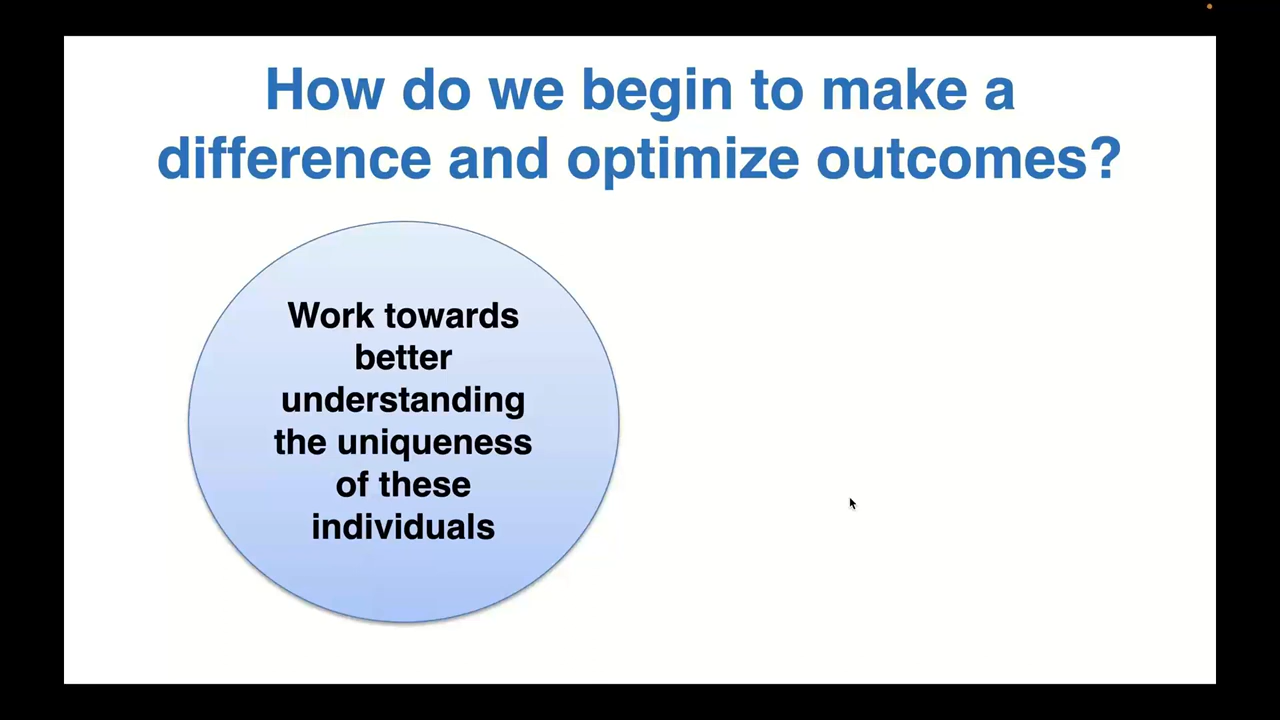 How do we begin to make a
difference and optimize outcomes?
Work towards
better
understanding
the uniqueness
of these
individuals